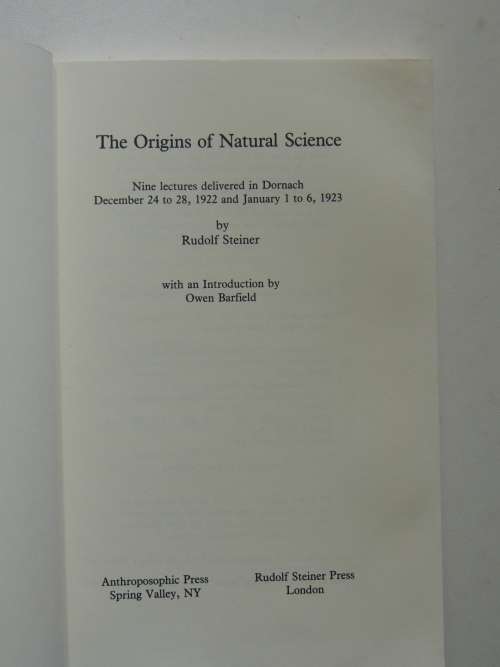 The Origins of Natural Science
Nine lectures delivered in Dornach
December 24 to 28, 1922 and January 1 to 6, 1923
by
Rudolf Steiner
with an Introduction by
Owen Barfield
Anthroposophic Press
Spring Valley, NY
Rudolf Steiner Press
London